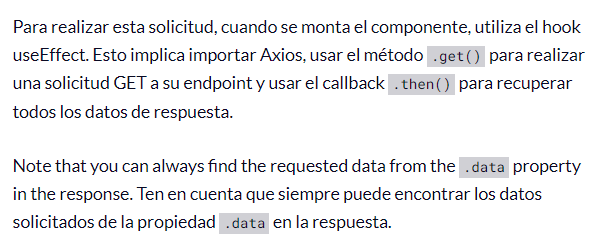 Para realizar esta solicitud, cuando se monta el componente, utiliza el hook
useEffect. Esto implica importar Axios, usar el método .get() para realizar
una solicitud GET a su endpoint y usar el callback .then() para recuperar
todos los datos de respuesta.
Note that you can always find the requested data from the .data property
in the response. Ten en cuenta que siempre puede encontrar los datos
solicitados de la propiedad .data en la respuesta.